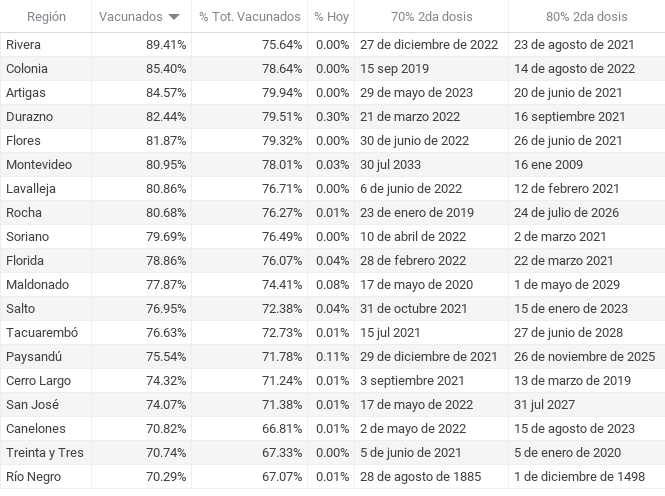 Región Vacunados % Tot. Vacunados % Hoy 70% 2da dosis 80% 2da dosis
Rivera 89.41% 75.64% 0.00% 27 de diciembre de 2022 23 de agosto de 2021
Colonia 85.40% 78.64% 0.00% 15 sep 2019 14 de agosto de 2022
Artigas 84.57% 79.94% 0.00% 29 de mayo de 2023 20 de junio de 2021
Durazno 82.44% 79.51% 0.30% 21 de marzo de 2022 16 septiembre 2021
Flores 81.87% 79.32% 0.00% 30 de junio de 2022 26 de junio de 2021
Montevideo 80.95% 78.01% 0.03% 30 jul 2033 16 ene 2009
Lavalleja 80.86% 76.71% 0.00% 6 de junio de 2022 12 de febrero 2021
Rocha 80.68% 76.27% 0.01% 23 de enero de 2019 24 de julio de 2026
Soriano 79.69% 76.49% 0.00% 10 de abril de 2022 2 de marzo 2021
Florida 78.86% 76.07% 0.04% 28 de febrero de 2022 22 de marzo 2021
Maldonado 77.87% 74.41% 0.08% 17 de mayo de 2020 1 de mayo de 2029
Salto 76.95% 72.38% 0.04% 31 de octubre de 2021 15 de enero de 2023
Tacuarembó 76.63% 72.73% 0.01% 15 jul 2021 27 de junio de 2028
Paysandú 75.54% 71.78% 0.11% 29 de diciembre de 2021 26 de noviembre de 2025
Cerro Largo 74.32% 71.24% 0.01% 3 septiembre 2021 13 de marzo de 2019
San José 74.07% 71.38% 0.01% 17 de mayo de 2022 31 jul 2027
Canelones 70.82% 66.81% 0.01% 2 de mayo de 2022 15 de agosto de 2023
Treinta y Tres 70.74% 67.33% 0.00% 5 de junio de 2021 5 de enero de 2020
Río Negro 70.29% 67.07% 0.01% 28 de agosto de 1885 1 de diciembre de 1498